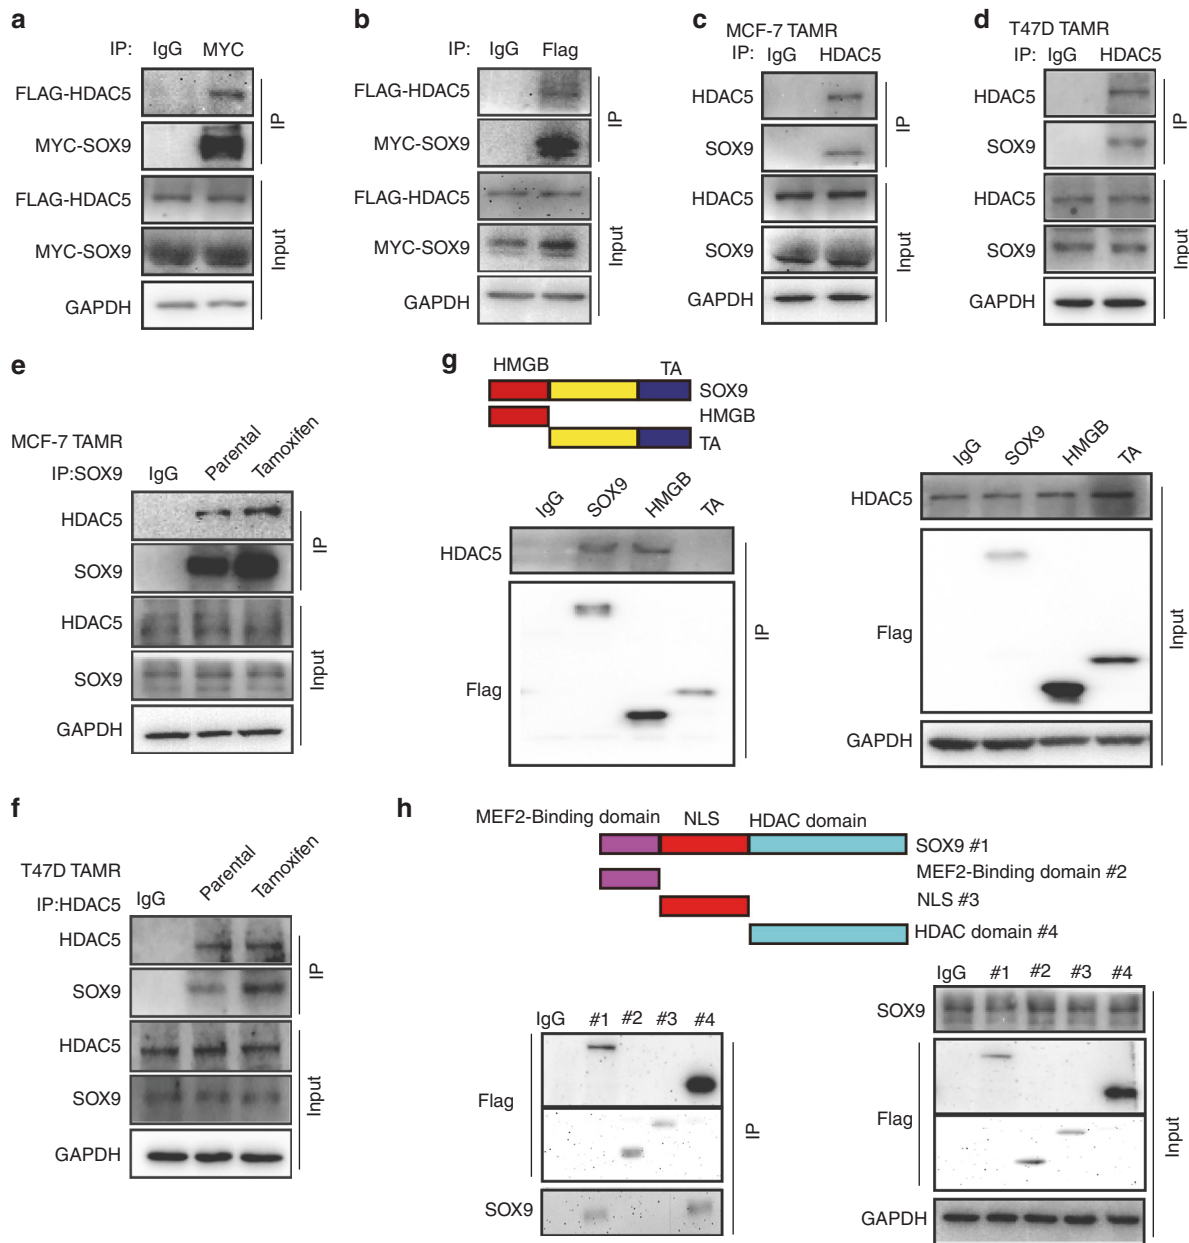 a
IP: IgG MYC
FLAG-HDAC5
MYC-SOX9
IP
FLAG-HDAC5
MYC-SOX9
GAPDH
Input
b
IP: IgG Flag
FLAG-HDAC5
MYC-SOX9
IP
FLAG-HDAC5
MYC-SOX9
GAPDH
Input
c
MCF-7 TAMR
IP: IgG HDAC5
HDAC5
SOX9
IP
HDAC5
SOX9
GAPDH
Input
d
T47D TAMR
IP: IgG HDAC5
HDAC5
SOX9
IP
HDAC5
SOX9
GAPDH
Input
e
MCF-7 TAMR
IP:SOX9 IgG Parental Tamoxifen
HDAC5
SOX9
IP
HDAC5
SOX9
GAPDH
Input
f
T47D TAMR
IP:HDAC5 IgG Parental Tamoxifen
HDAC5
SOX9
IP
HDAC5
SOX9
GAPDH
Input
g
HMGB TA
SOX9
HMGB
TA
IgG SOX9 HMGB TA
HDAC5
Flag
IP
IgG SOX9 HMGB TA
HDAC5
Flag
GAPDH
Input
h
MEF2-Binding domain NLS HDAC domain
SOX9 #1
MEF2-Binding domain #2
NLS #3
HDAC domain #4
IgG #1 #2 #3 #4
Flag
SOX9
IP
IgG #1 #2 #3 #4
SOX9
Flag
GAPDH
Input